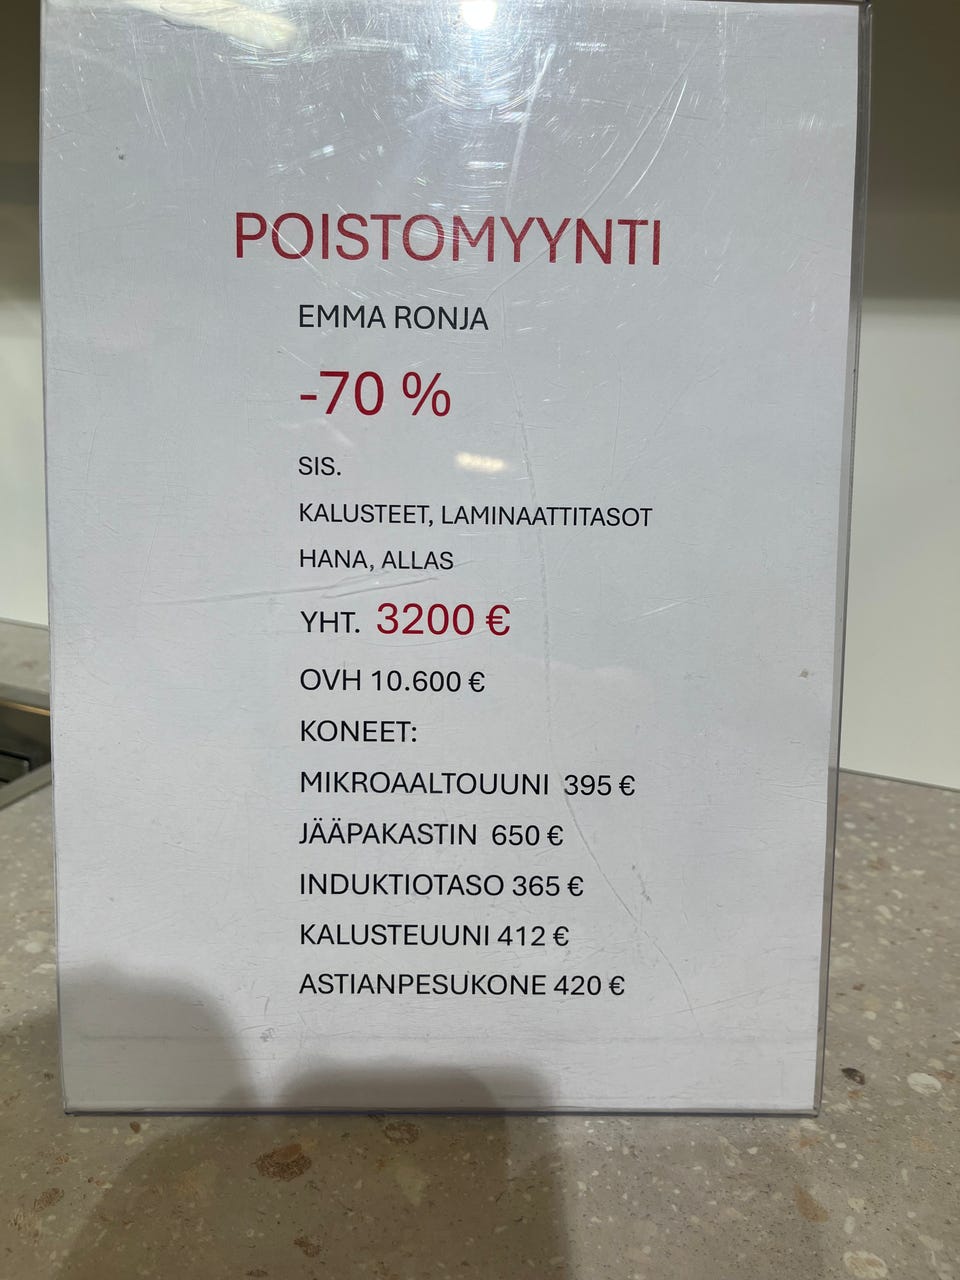 POISTOMYYNTI
EMMA RONJA
-70 %
SIS.
KALUSTEET, LAMINAATTITASOT
HANA, ALLAS
YHT. 3200 €
OVH 10.600 €
KONEET:
MIKROAALTOUUNI 395 €
JÄÄPAKASTIN 650 €
INDUKTIOTASO 365 €
KALUSTEUUNI 412 €
ASTIANPESUKONE 420 €